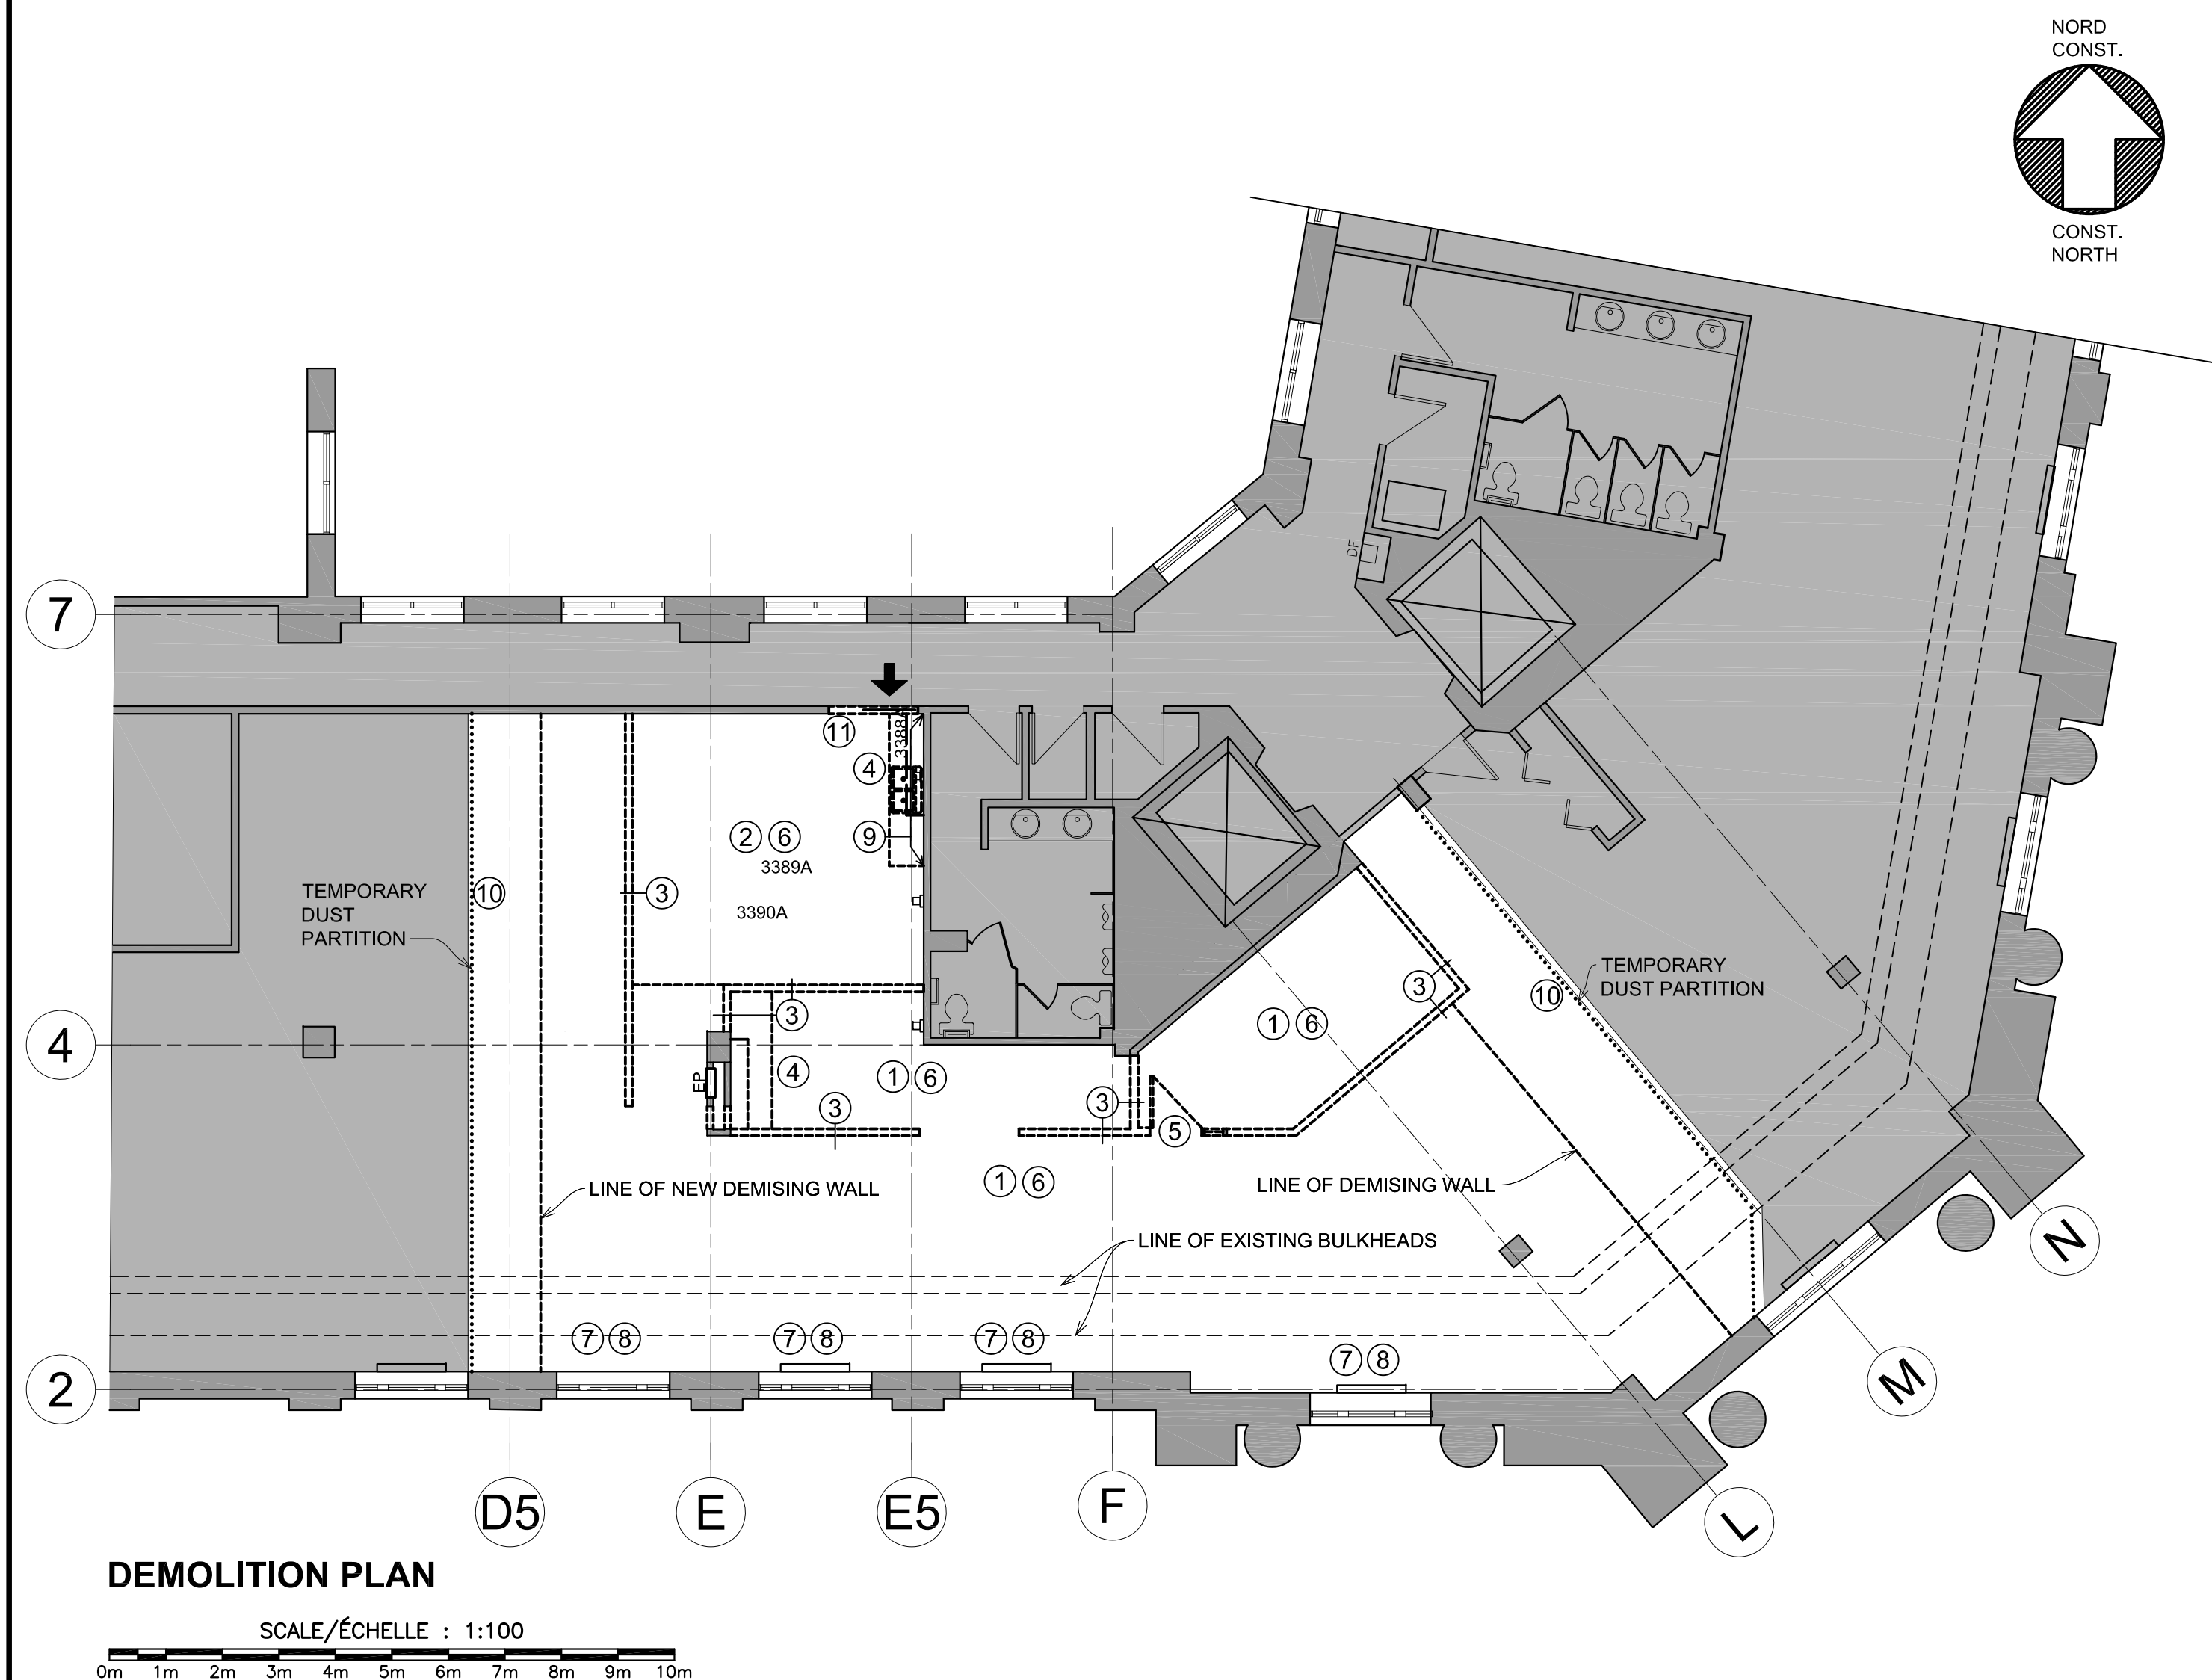 NORD
CONST.
CONST.
NORTH
DF
7
11
3388A
4
2 6
9
3389A
3
3390A
10
TEMPORARY
DUST
PARTITION
TEMPORARY
DUST PARTITION
10
3
3
1 6
4
EP
4
1 6
3
3
5
1 6
LINE OF NEW DEMISING WALL
LINE OF DEMISING WALL
LINE OF EXISTING BULKHEADS
7 8
7 8
7 8
7 8
2
N
M
L
D5
E
E5
F
DEMOLITION PLAN
SCALE/ÉCHELLE : 1:100
0m 1m 2m 3m 4m 5m 6m 7m 8m 9m 10m